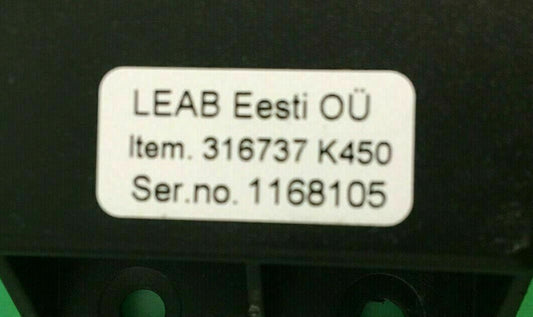 LEAB Eesti OÜ
Item. 316737 K450
Ser.no. 1168105